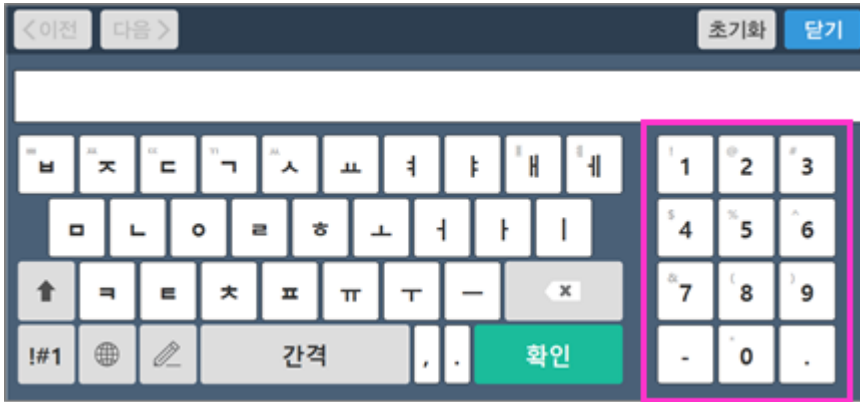 <이전 다음> 초기화 닫기
ㅃ ㅂ ㅉ ㅈ ㄸ ㄷ ㄲ ㄱ ㅆ ㅅ ㅛ ㅕ ㅑ ㅒ ㅐ ㅖ ㅔ ! 1 @ 2 # 3
ㅁ ㄴ ㅇ ㄹ ㅎ ㅗ ㅓ ㅏ ㅣ $ 4 % 5 ^ 6
ㅋ ㅌ ㅊ ㅍ ㅠ ㅜ ㅡ x & 7 ( 8 ) 9
!#1 간격 , . 확인 - 0 .